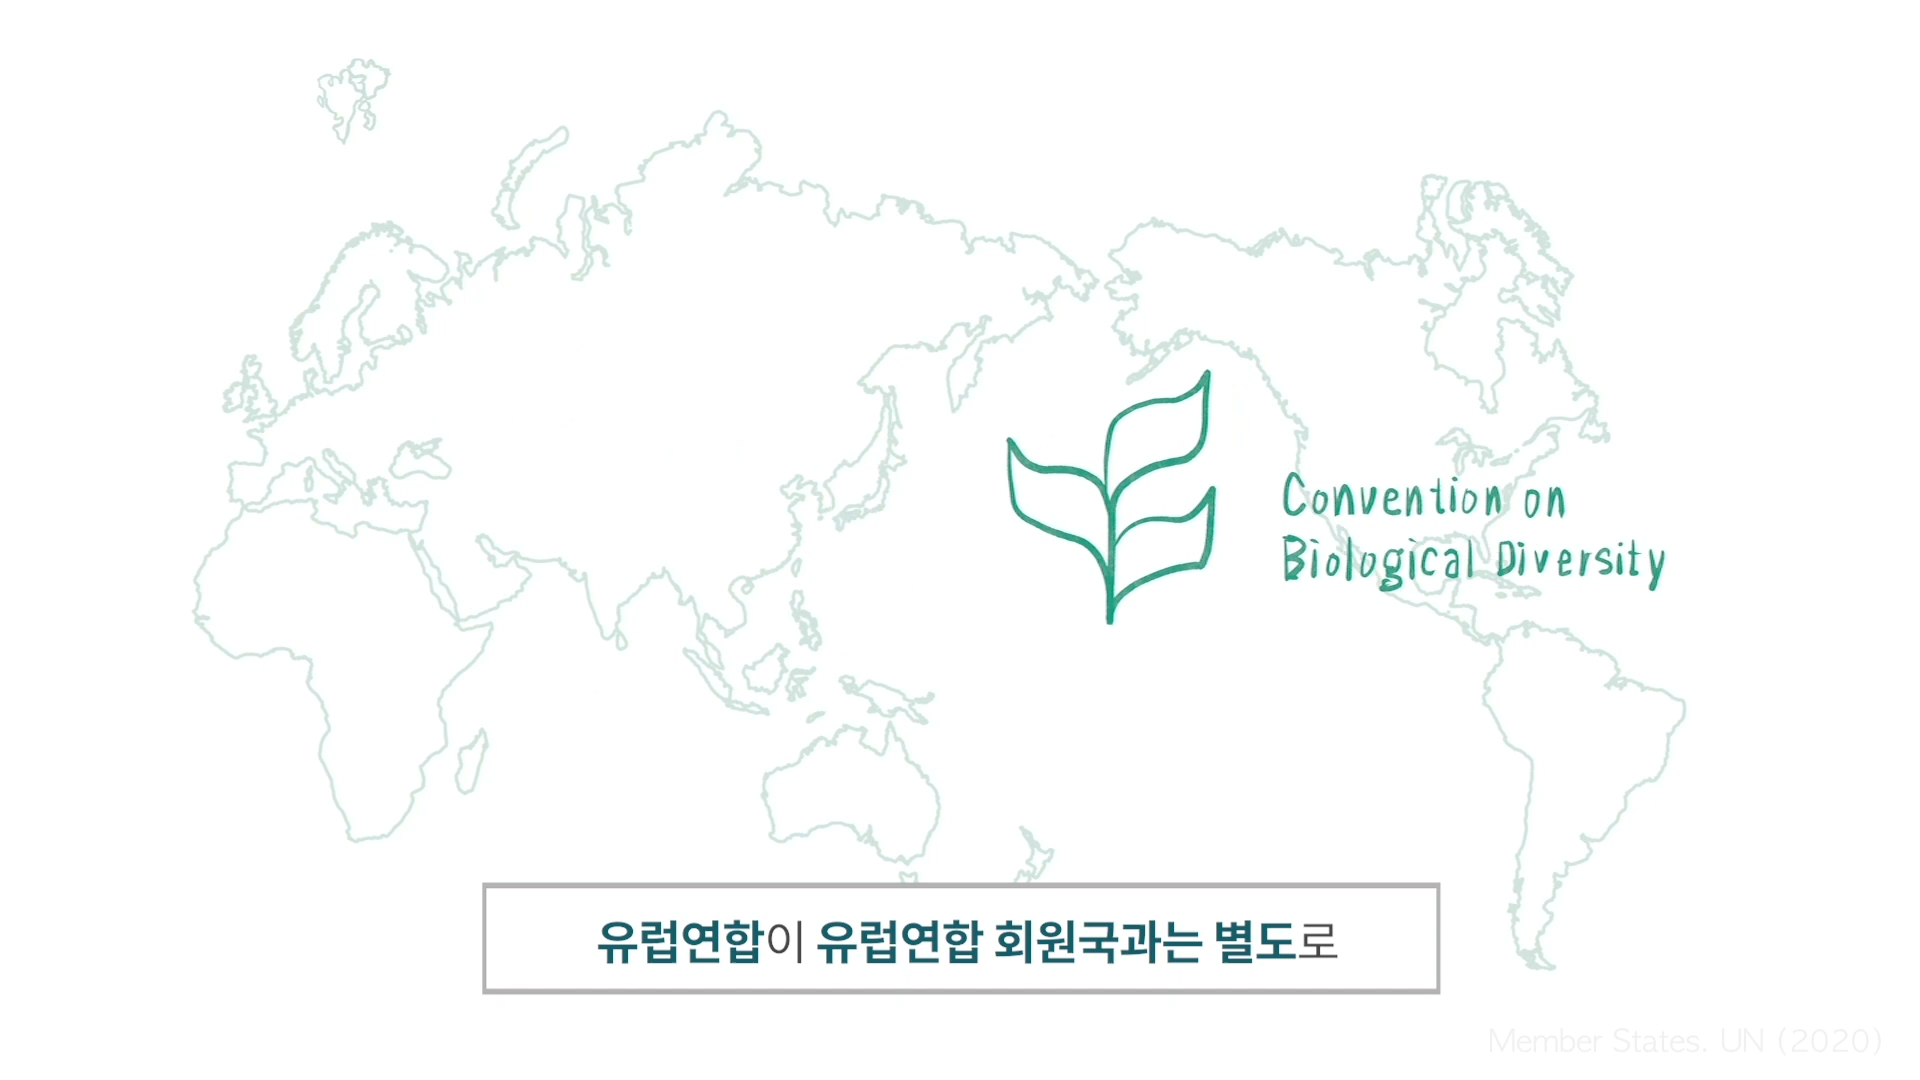 Convention on
Biological Diversity
유럽연합이 유럽연합 회원국과는 별도로
Member States. UN (2020)